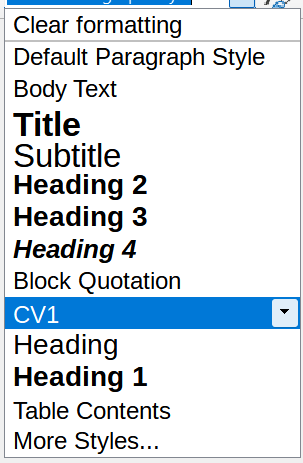 Clear formatting
Default Paragraph Style
Body Text
Title
Subtitle
Heading 2
Heading 3
Heading 4
Block Quotation
CV1
Heading
Heading 1
Table Contents
More Styles...